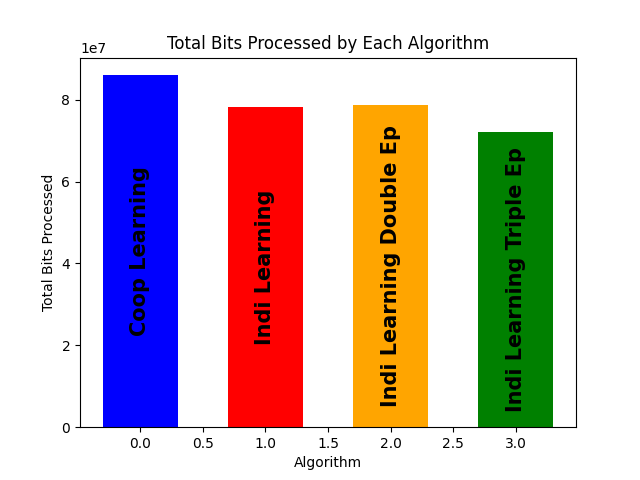 Total Bits Processed by Each Algorithm
1e7
8
6
4
2
0
Total Bits Processed
Coop Learning
Indi Learning
Indi Learning Double Ep
Indi Learning Triple Ep
0.0 0.5 1.0 1.5 2.0 2.5 3.0
Algorithm